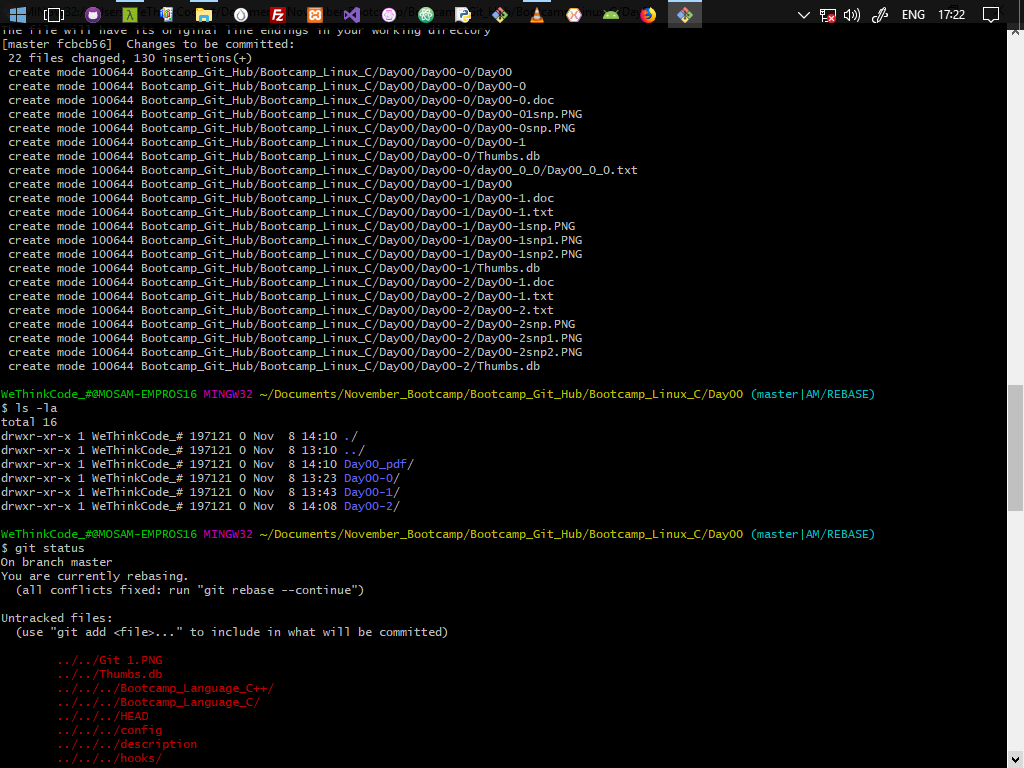 ENG 17:22
The file will have its original line endings in your working directory
[master fcbcb56]  Changes to be committed:
 22 files changed, 130 insertions(+)
 create mode 100644 Bootcamp_Git_Hub/Bootcamp_Linux_C/Day00/Day00-0/Day00
 create mode 100644 Bootcamp_Git_Hub/Bootcamp_Linux_C/Day00/Day00-0/Day00-0
 create mode 100644 Bootcamp_Git_Hub/Bootcamp_Linux_C/Day00/Day00-0/Day00-0.doc
 create mode 100644 Bootcamp_Git_Hub/Bootcamp_Linux_C/Day00/Day00-0/Day00-01snp.PNG
 create mode 100644 Bootcamp_Git_Hub/Bootcamp_Linux_C/Day00/Day00-0/Day00-0snp.PNG
 create mode 100644 Bootcamp_Git_Hub/Bootcamp_Linux_C/Day00/Day00-0/Day00-1
 create mode 100644 Bootcamp_Git_Hub/Bootcamp_Linux_C/Day00/Day00-0/Thumbs.db
 create mode 100644 Bootcamp_Git_Hub/Bootcamp_Linux_C/Day00/Day00-0/day00_0_0/Day00_0_0.txt
 create mode 100644 Bootcamp_Git_Hub/Bootcamp_Linux_C/Day00/Day00-1/Day00
 create mode 100644 Bootcamp_Git_Hub/Bootcamp_Linux_C/Day00/Day00-1/Day00-1.doc
 create mode 100644 Bootcamp_Git_Hub/Bootcamp_Linux_C/Day00/Day00-1/Day00-1.txt
 create mode 100644 Bootcamp_Git_Hub/Bootcamp_Linux_C/Day00/Day00-1/Day00-1snp.PNG
 create mode 100644 Bootcamp_Git_Hub/Bootcamp_Linux_C/Day00/Day00-1/Day00-1snp1.PNG
 create mode 100644 Bootcamp_Git_Hub/Bootcamp_Linux_C/Day00/Day00-1/Day00-1snp2.PNG
 create mode 100644 Bootcamp_Git_Hub/Bootcamp_Linux_C/Day00/Day00-1/Thumbs.db
 create mode 100644 Bootcamp_Git_Hub/Bootcamp_Linux_C/Day00/Day00-2/Day00-1.doc
 create mode 100644 Bootcamp_Git_Hub/Bootcamp_Linux_C/Day00/Day00-2/Day00-1.txt
 create mode 100644 Bootcamp_Git_Hub/Bootcamp_Linux_C/Day00/Day00-2/Day00-2.txt
 create mode 100644 Bootcamp_Git_Hub/Bootcamp_Linux_C/Day00/Day00-2/Day00-2snp.PNG
 create mode 100644 Bootcamp_Git_Hub/Bootcamp_Linux_C/Day00/Day00-2/Day00-2snp1.PNG
 create mode 100644 Bootcamp_Git_Hub/Bootcamp_Linux_C/Day00/Day00-2/Day00-2snp2.PNG
 create mode 100644 Bootcamp_Git_Hub/Bootcamp_Linux_C/Day00/Day00-2/Thumbs.db
WeThinkCode_#@MOSAM-EMPROS16 MINGW32 ~/Documents/November_Bootcamp/Bootcamp_Git_Hub/Bootcamp_Linux_C/Day00 (master|AM/REBASE)
$ ls -la
total 16
drwxr-xr-x 1 WeThinkCode_# 197121 0 Nov  8 14:10 ./
drwxr-xr-x 1 WeThinkCode_# 197121 0 Nov  8 13:10 ../
drwxr-xr-x 1 WeThinkCode_# 197121 0 Nov  8 14:10 Day00_pdf/
drwxr-xr-x 1 WeThinkCode_# 197121 0 Nov  8 13:23 Day00-0/
drwxr-xr-x 1 WeThinkCode_# 197121 0 Nov  8 13:43 Day00-1/
drwxr-xr-x 1 WeThinkCode_# 197121 0 Nov  8 14:08 Day00-2/
WeThinkCode_#@MOSAM-EMPROS16 MINGW32 ~/Documents/November_Bootcamp/Bootcamp_Git_Hub/Bootcamp_Linux_C/Day00 (master|AM/REBASE)
$ git status
On branch master
You are currently rebasing.
  (all conflicts fixed: run "git rebase --continue")
Untracked files:
  (use "git add <file>..." to include in what will be committed)
        ../../Git 1.PNG
        ../../Thumbs.db
        ../../../Bootcamp_Language_C++/
        ../../../Bootcamp_Language_C/
        ../../../HEAD
        ../../../config
        ../../../description
        ../../../hooks/